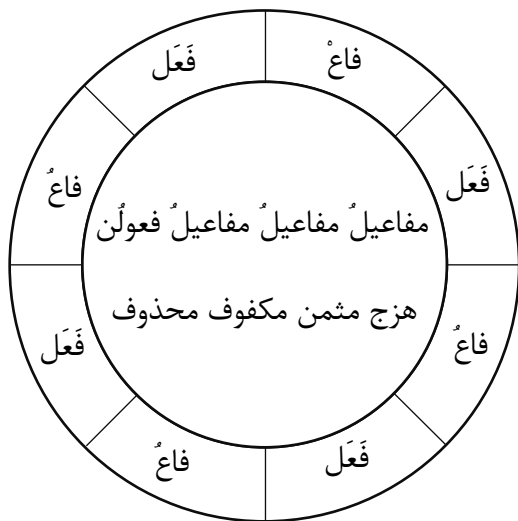 فاعْ
فَعَل
فَعَل
فاعُ
مفاعیلُ مفاعیلُ مفاعیلُ فعولُن
هزج مثمن مکفوف محذوف
فاعُ
فَعَل
فَعَل
فاعُ